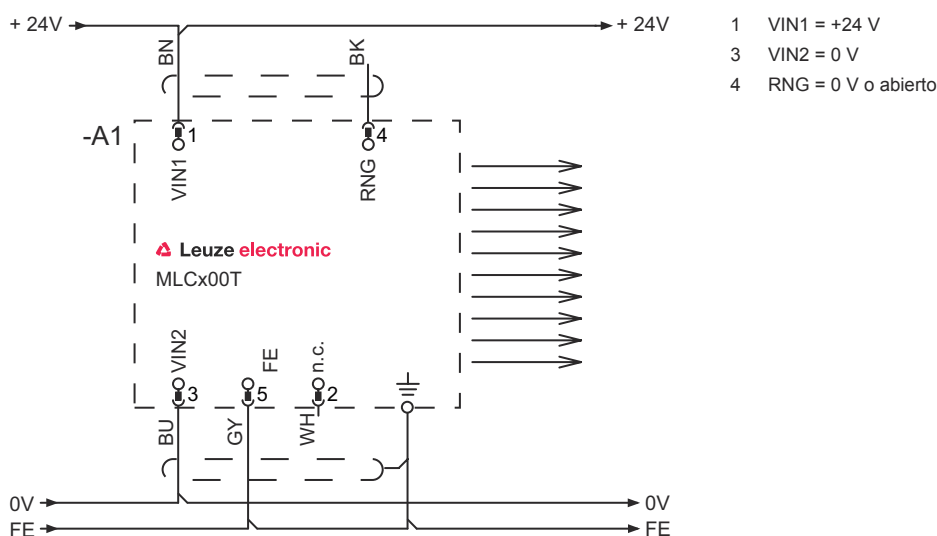 + 24V
+ 24V
1 VIN1 = +24 V
3 VIN2 = 0 V
4 RNG = 0 V o abierto
BN
BK
-A1
1
4
VIN1
RNG
Leuze electronic
MLCx00T
VIN2
FE
n.c.
3
5
2
BU
GY
WH
0V
0V
FE
FE